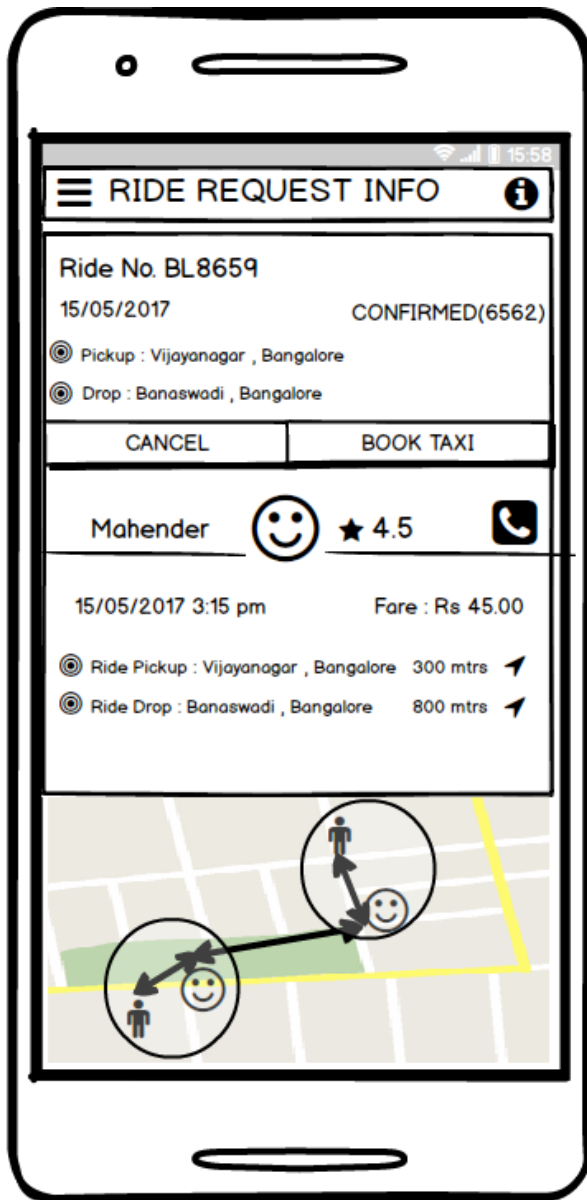 15:58
RIDE REQUEST INFO
Ride No. BL8659
15/05/2017 CONFIRMED(6562)
Pickup : Vijayanagar , Bangalore
Drop : Banaswadi , Bangalore
CANCEL BOOK TAXI
Mahender 4.5
15/05/2017 3:15 pm Fare : Rs 45.00
Ride Pickup : Vijayanagar , Bangalore 300 mtrs
Ride Drop : Banaswadi , Bangalore 800 mtrs